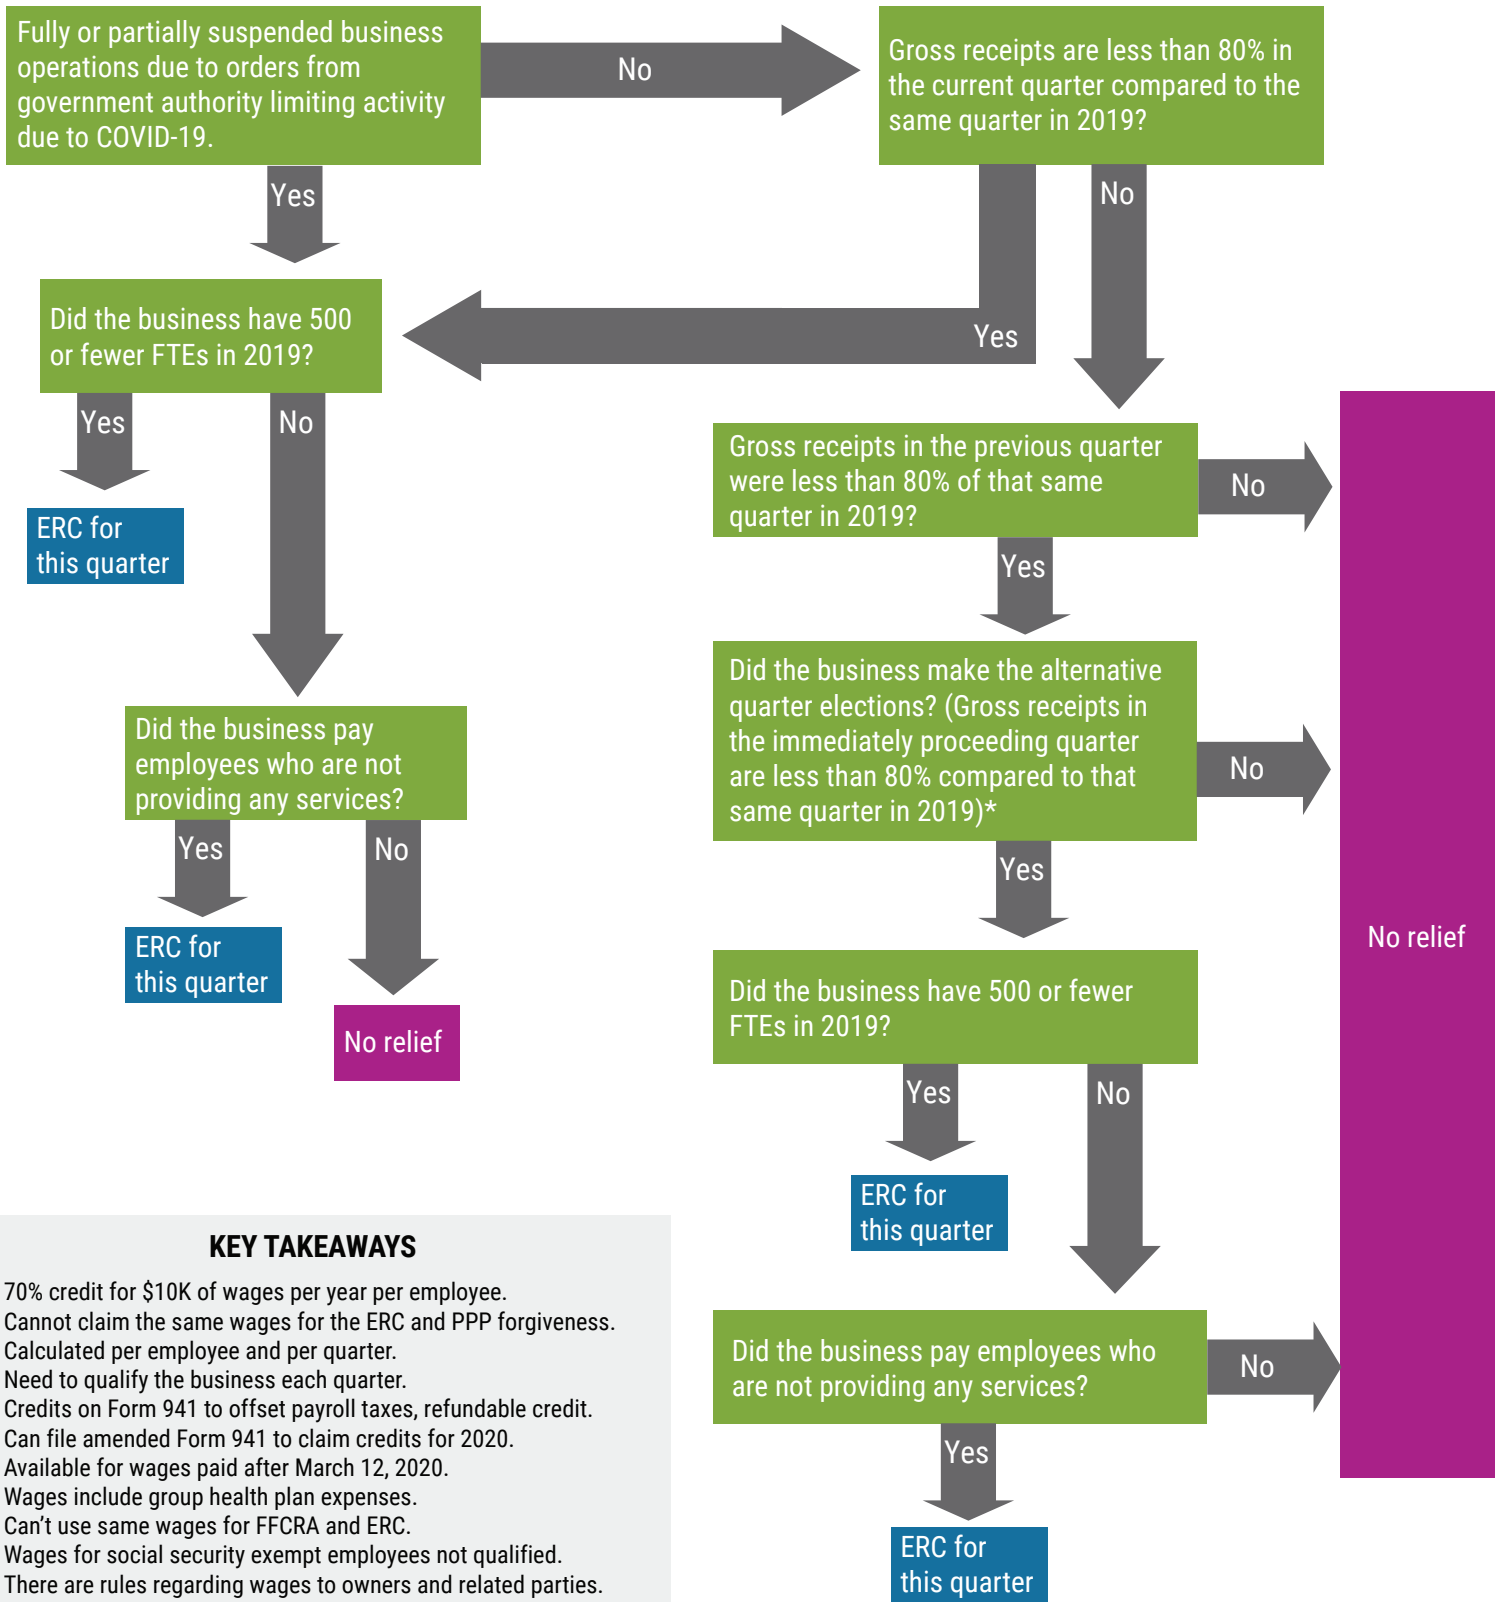 Fully or partially suspended business
operations due to orders from
government authority limiting activity
due to COVID-19.
No
Gross receipts are less than 80% in
the current quarter compared to the
same quarter in 2019?
Yes
No
Did the business have 500
or fewer FTEs in 2019?
Yes
Yes
No
Gross receipts in the previous quarter
were less than 80% of that same
quarter in 2019?
No
ERC for
this quarter
Yes
Did the business make the alternative
quarter elections? (Gross receipts in
the immediately proceeding quarter
are less than 80% compared to that
same quarter in 2019)*
No
Did the business pay
employees who are not
providing any services?
Yes
No
Yes
ERC for
this quarter
No relief
No relief
Did the business have 500 or fewer
FTEs in 2019?
Yes
No
ERC for
this quarter
Did the business pay employees who
are not providing any services?
No
Yes
ERC for
this quarter
KEY TAKEAWAYS
70% credit for $10K of wages per year per employee.
Cannot claim the same wages for the ERC and PPP forgiveness.
Calculated per employee and per quarter.
Need to qualify the business each quarter.
Credits on Form 941 to offset payroll taxes, refundable credit.
Can file amended Form 941 to claim credits for 2020.
Available for wages paid after March 12, 2020.
Wages include group health plan expenses.
Can’t use same wages for FFCRA and ERC.
Wages for social security exempt employees not qualified.
There are rules regarding wages to owners and related parties.